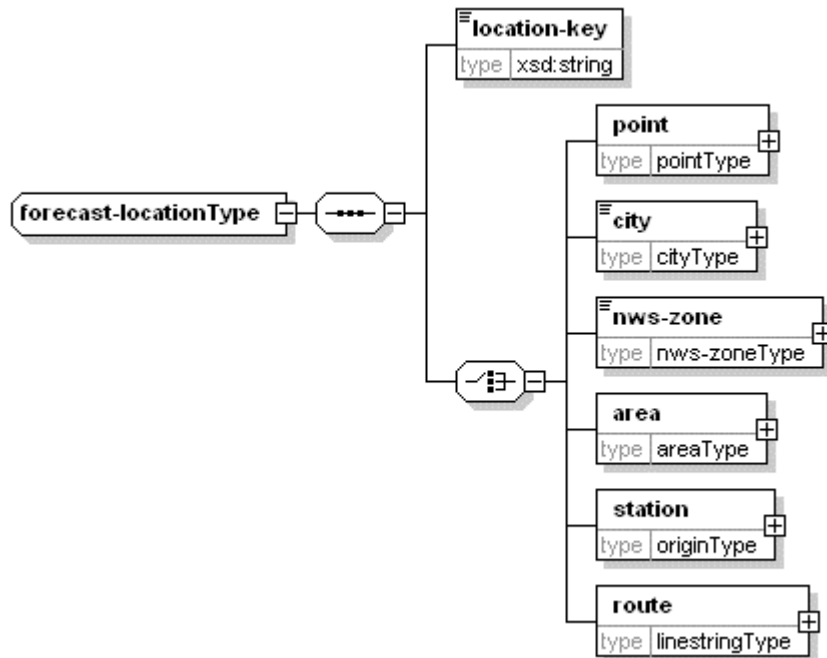 location-key
type xsd:string
point
type pointType
forecast-locationType
city
type cityType
nws-zone
type nws-zoneType
area
type areaType
station
type originType
route
type linestringType